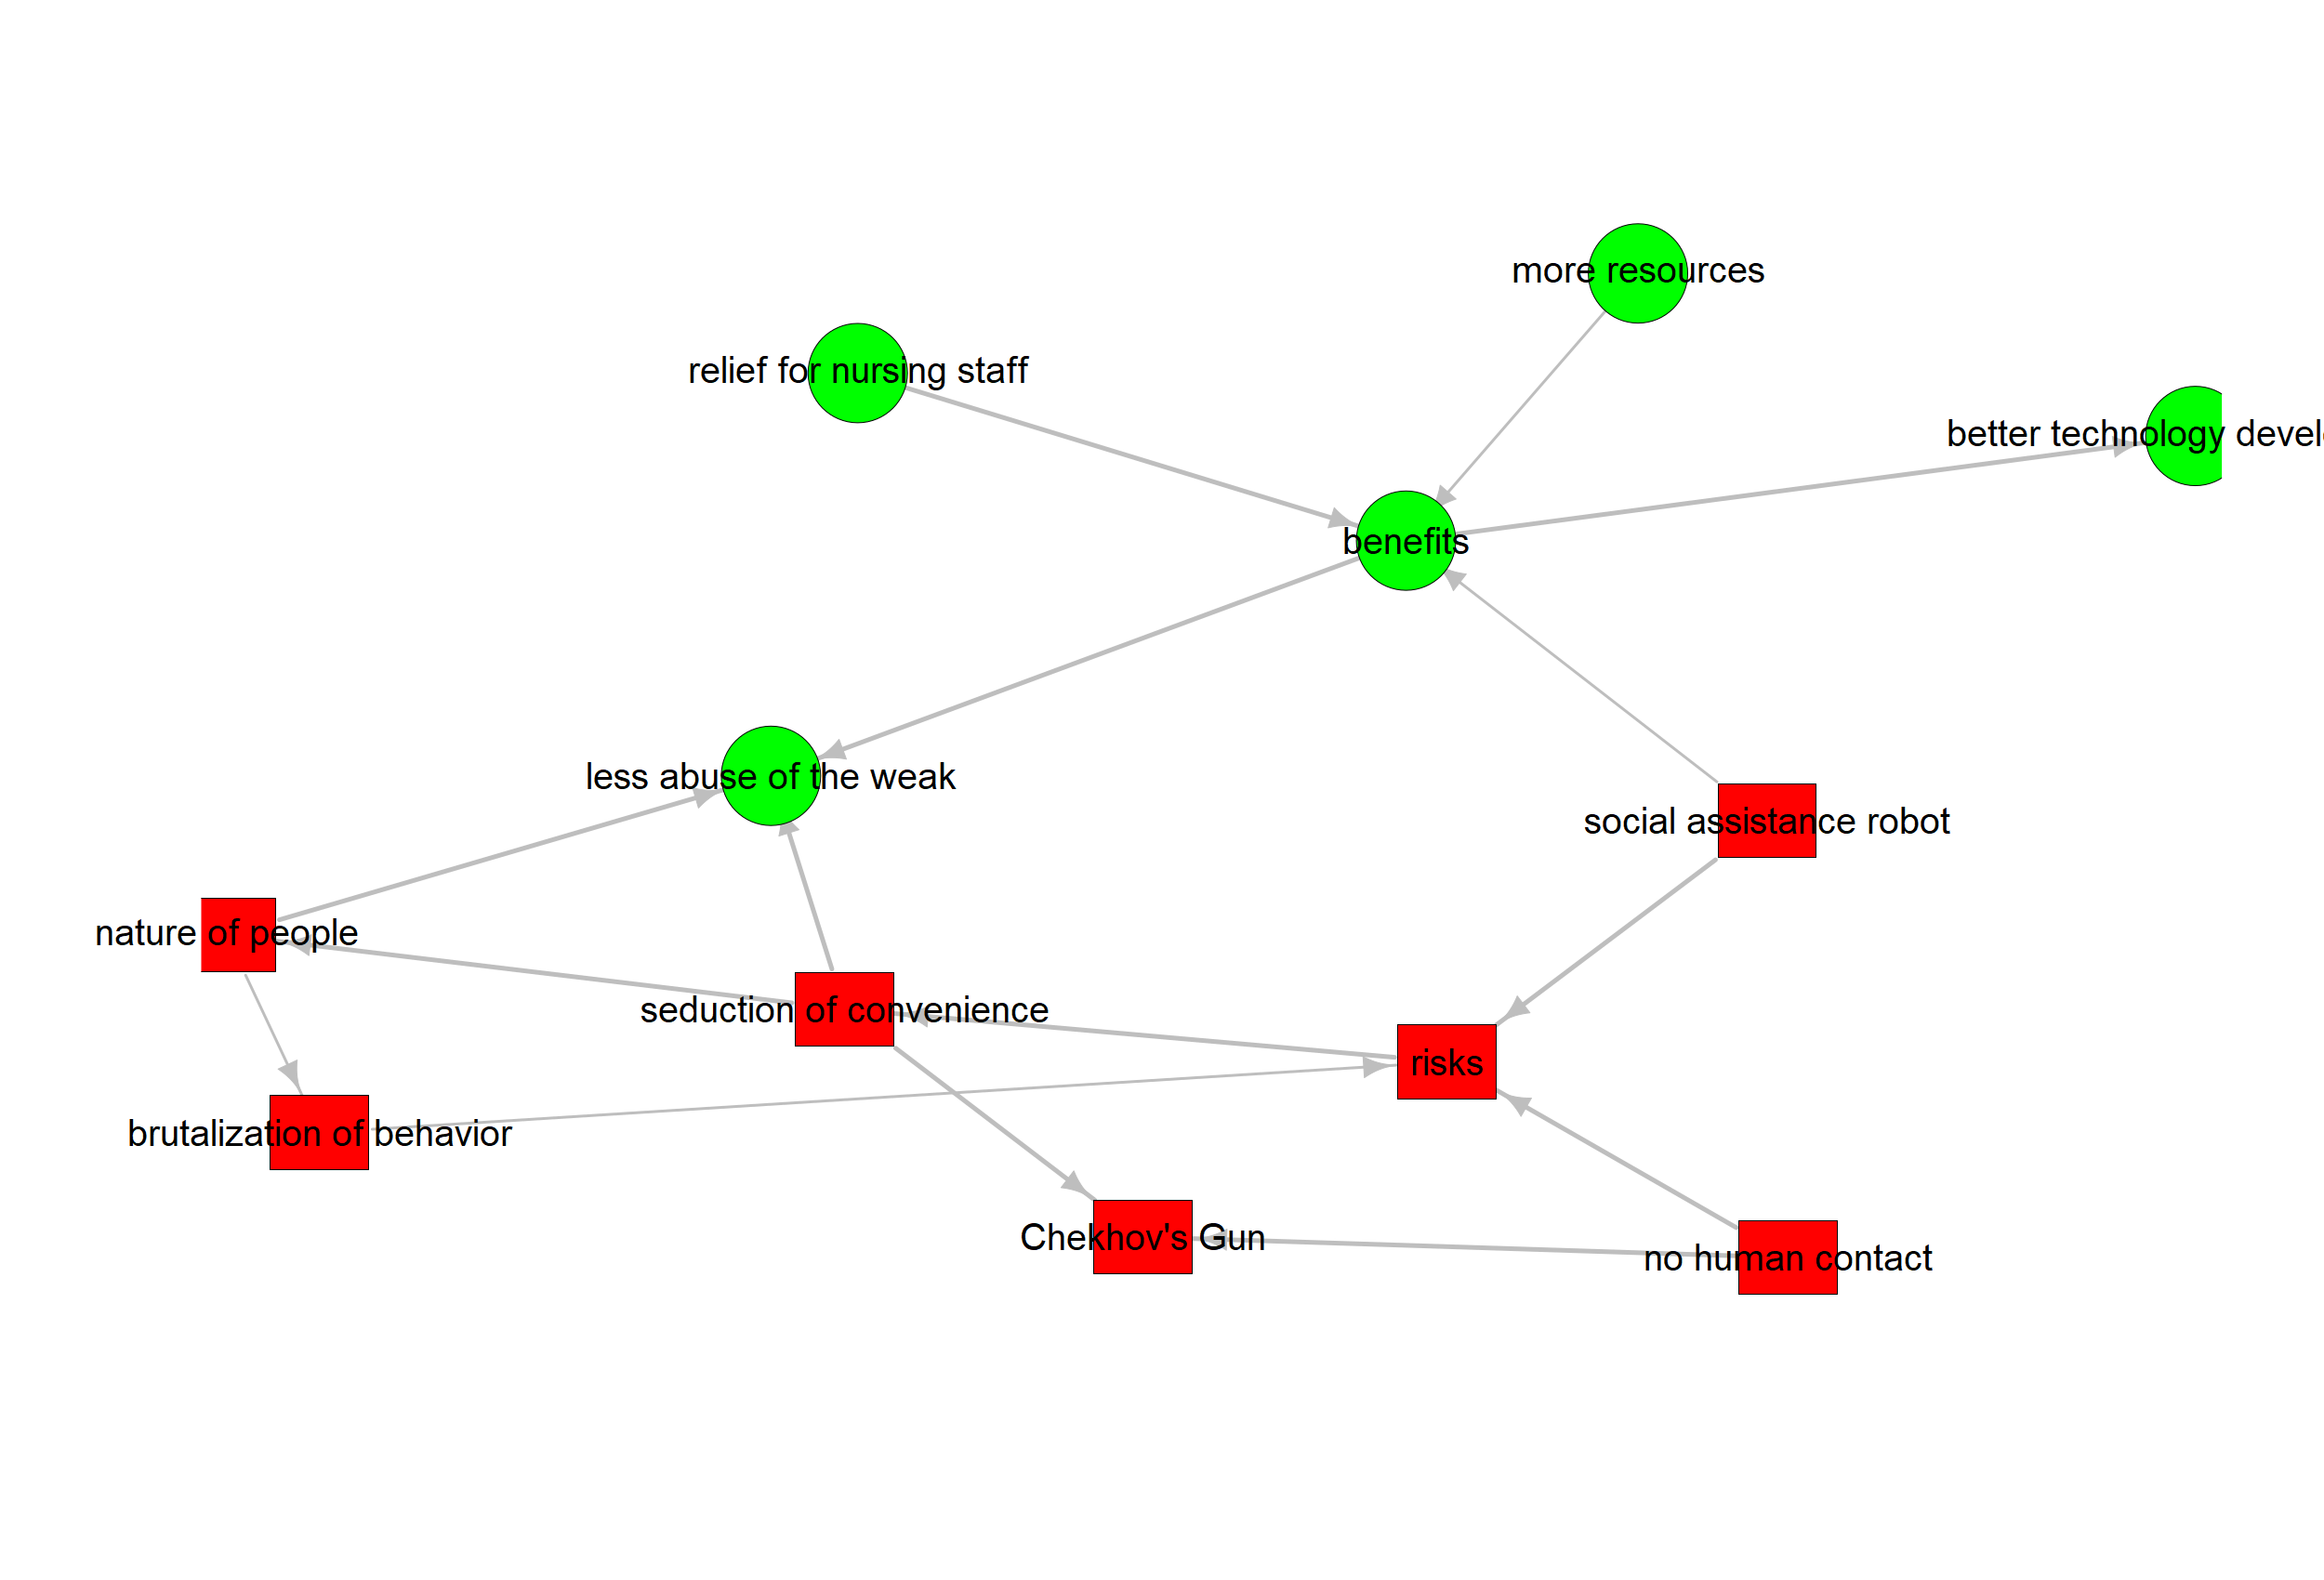 more resources
relief for nursing staff
better technology
benefits
less abuse of the weak
social assistance robot
nature of people
seduction of convenience
risks
brutalization of behavior
Chekhov's Gun
no human contact